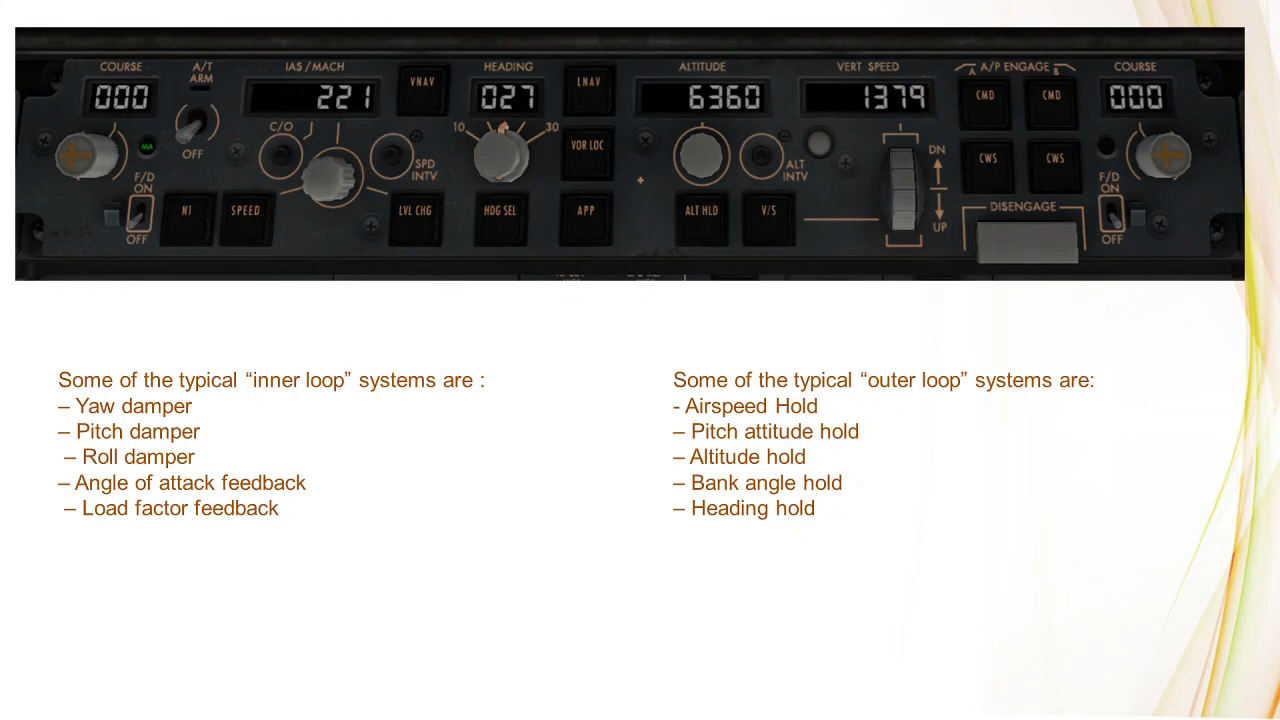 COURSE
A/T
ARM
IAS/MACH
HEADING
ALTITUDE
VERT SPEED
A/P ENGAGE
A
B
COURSE
000
221
VNAV
027
LNAV
6360
1379
CMD
CMD
000
C/O
10
30
OFF
MA
SPD
INTV
VOR LOC
ALT
INTV
DN
UP
CWS
CWS
F/D
ON
OFF
N1
SPEED
LVL CHG
HDG SEL
APP
ALT HLD
V/S
DISENGAGE
F/D
ON
OFF
Some of the typical “inner loop” systems are :
– Yaw damper
– Pitch damper
– Roll damper
– Angle of attack feedback
– Load factor feedback
Some of the typical “outer loop” systems are:
- Airspeed Hold
– Pitch attitude hold
– Altitude hold
– Bank angle hold
– Heading hold